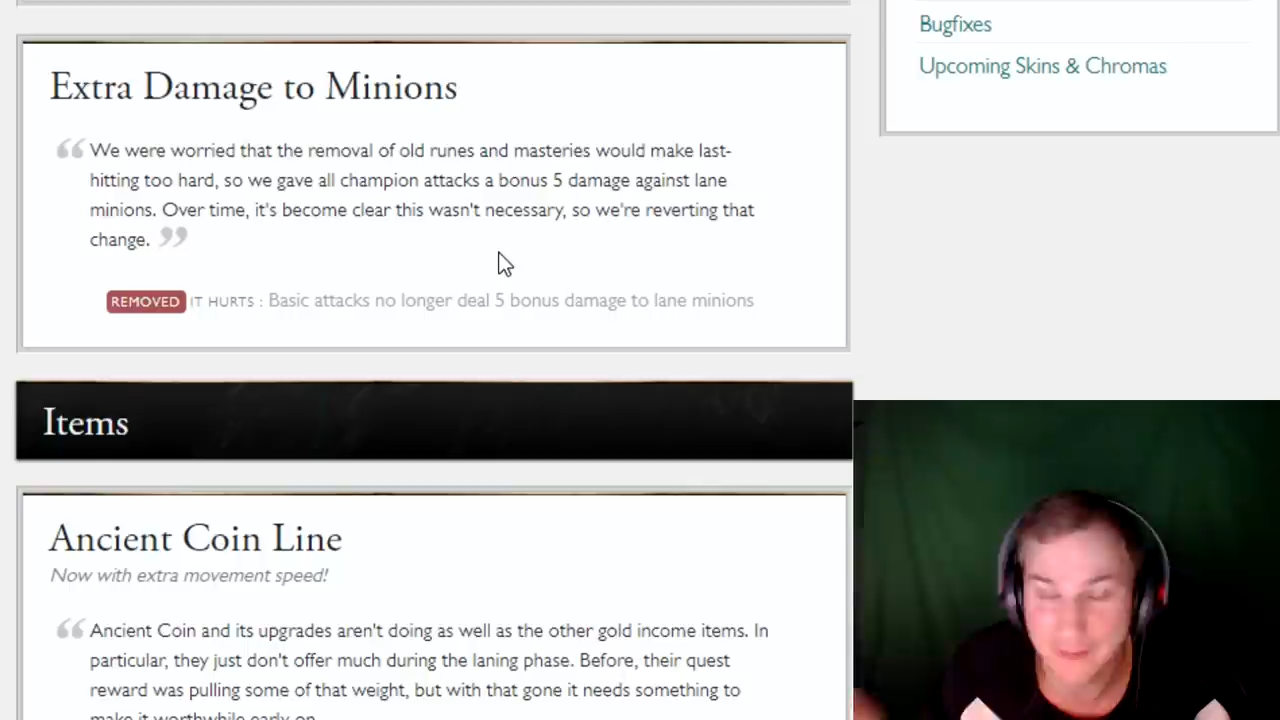 Bugfixes
Upcoming Skins & Chromas
Extra Damage to Minions
“ We were worried that the removal of old runes and masteries would make last-
hitting too hard, so we gave all champion attacks a bonus 5 damage against lane
minions. Over time, it's become clear this wasn't necessary, so we're reverting that
change. ”
REMOVED IT HURTS : Basic attacks no longer deal 5 bonus damage to lane minions
Items
Ancient Coin Line
Now with extra movement speed!
“ Ancient Coin and its upgrades aren't doing as well as the other gold income items. In
particular, they just don't offer much during the laning phase. Before, their quest
reward was pulling some of that weight, but with that gone it needs something to
make it worthwhile early on.